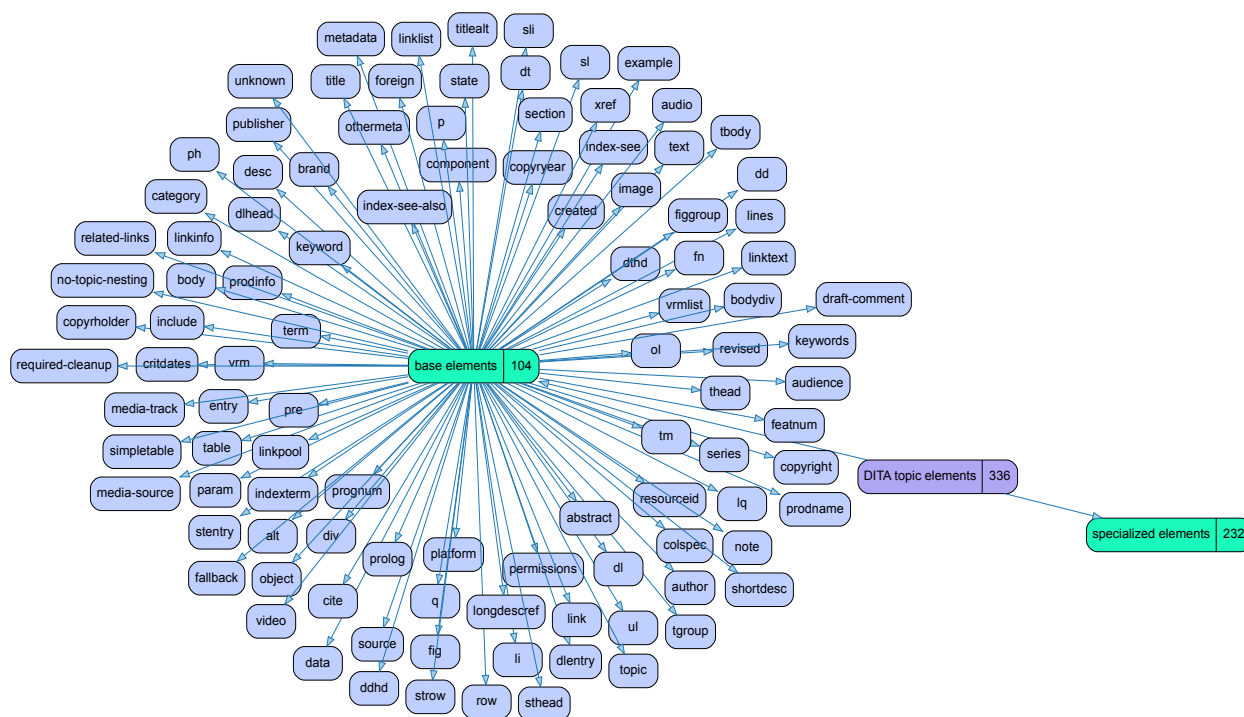 titlealt
sli
metadata
linklist
sl
example
unknown
title
foreign
state
dt
xref
audio
publisher
othermeta
p
section
index-see
text
tbody
ph
desc
brand
component
copyryear
image
dd
category
dlhead
index-see-also
created
figgroup
lines
related-links
linkinfo
keyword
dthd
fn
linktext
no-topic-nesting
body
prodinfo
vrmlist
bodydiv
draft-comment
copyrholder
include
term
ol
revised
keywords
required-cleanup
critdates
vrm
base elements 104
thead
audience
media-track
entry
pre
featnum
simpletable
table
linkpool
tm
series
copyright
DITA topic elements 336
media-source
param
indexterm
prognum
resourceid
lq
prodname
stentry
alt
div
abstract
colspec
note
specialized elements 232
fallback
object
prolog
platform
permissions
dl
author
shortdesc
video
cite
q
longdescref
link
ul
tgroup
data
source
fig
li
dlentry
topic
ddhd
strow
row
sthead